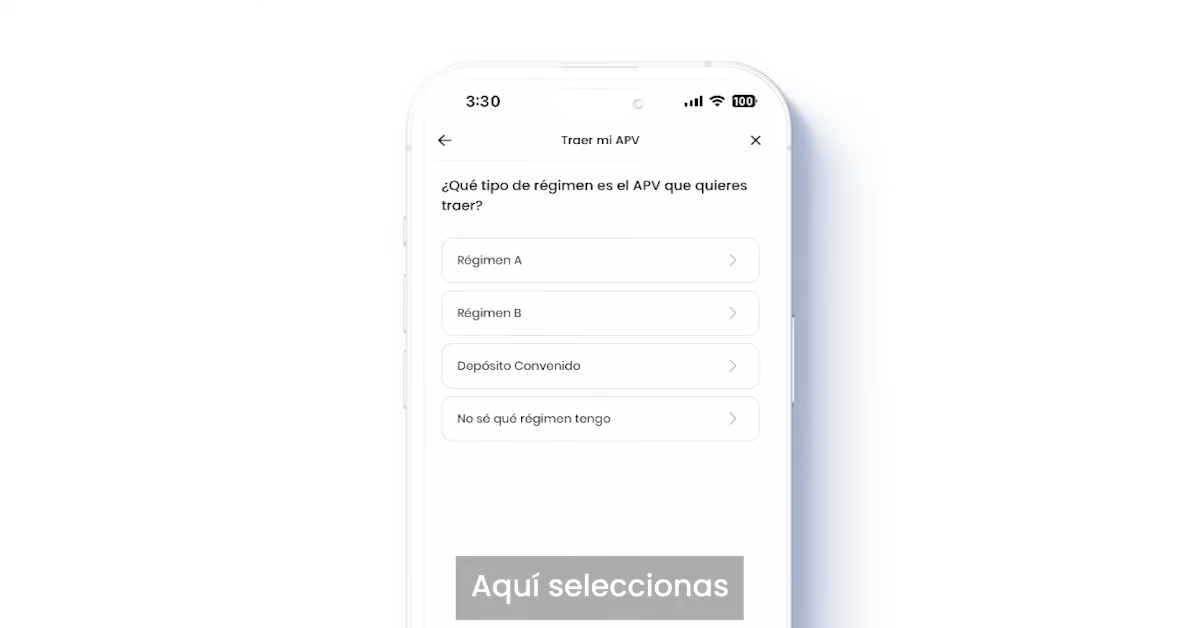 3:30
100
Traer mi APV
¿Qué tipo de régimen es el APV que quieres
traer?
Régimen A
Régimen B
Depósito Convenido
No sé qué régimen tengo
Aquí seleccionas